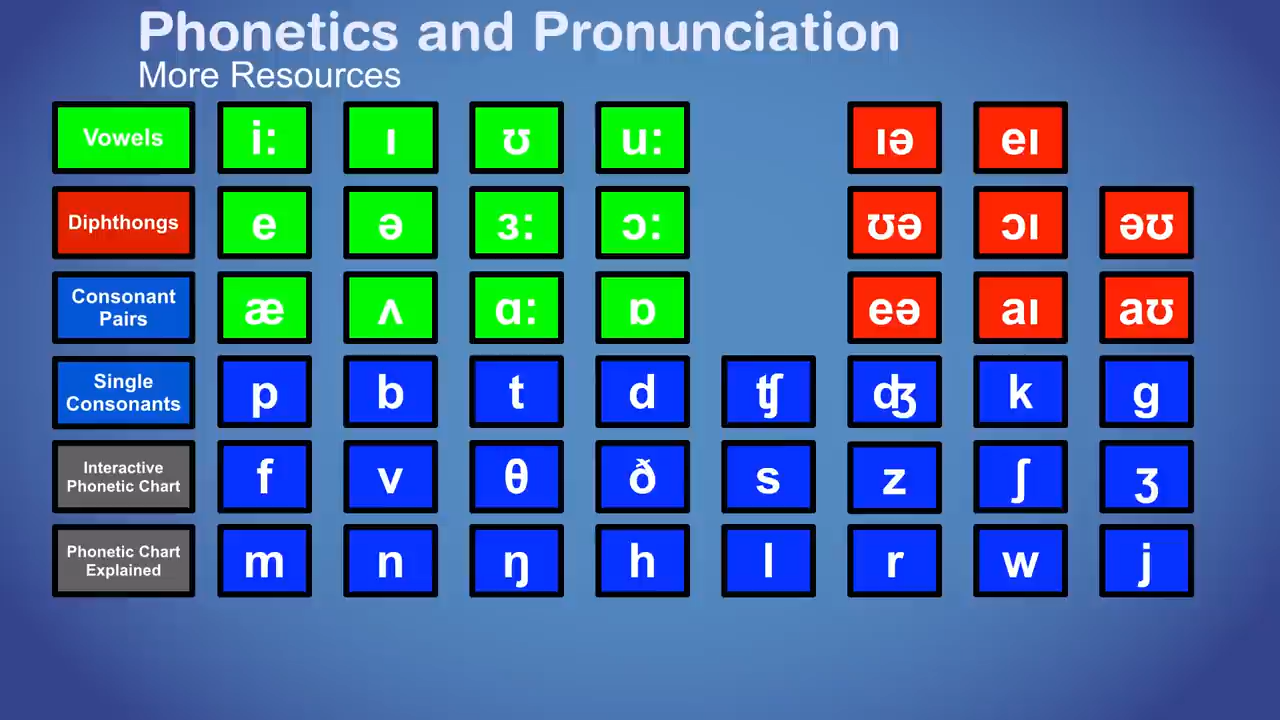 Phonetics and Pronunciation
More Resources
Vowels i: ɪ ʊ u: ɪə eɪ
Diphthongs e ə ɜ: ɔ: ʊə ɔɪ əʊ
Consonant
Pairs
æ ʌ ɑ: ɒ eə aɪ aʊ
Single
Consonants
p b t d ʧ ʤ k g
Interactive
Phonetic Chart
f v θ ð s z ʃ ʒ
Phonetic Chart
Explained
m n ŋ h l r w j